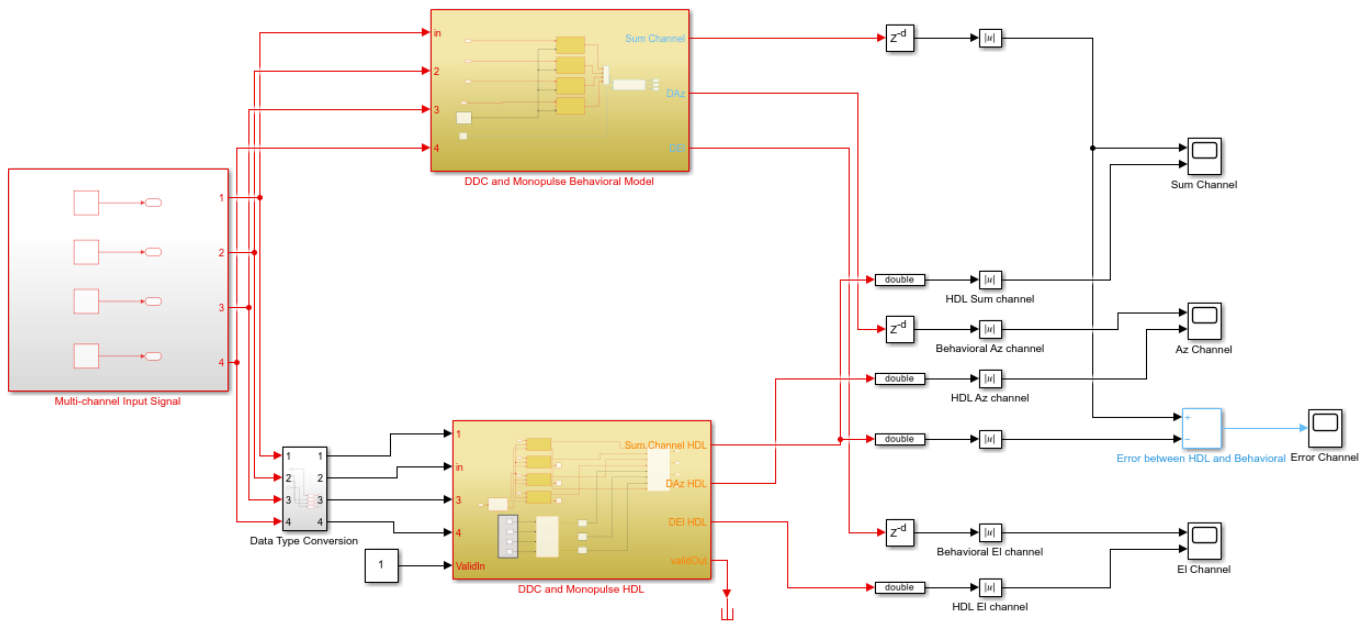 in
2
3
4
Sum Channel
DAz
DEl
DDC and Monopulse Behavioral Model
z-d
|u|
Sum Channel
1
2
3
4
Multi-channel Input Signal
double
|u|
HDL Sum channel
z-d
|u|
Behavioral Az channel
Az Channel
double
|u|
HDL Az channel
double
|u|
+
−
Error between HDL and Behavioral
Error Channel
1
2
3
4
1
2
3
4
Data Type Conversion
1
1
in
3
4
ValidIn
Sum Channel HDL
DAz HDL
DEl HDL
validOut
DDC and Monopulse HDL
z-d
|u|
Behavioral El channel
El Channel
double
|u|
HDL El channel